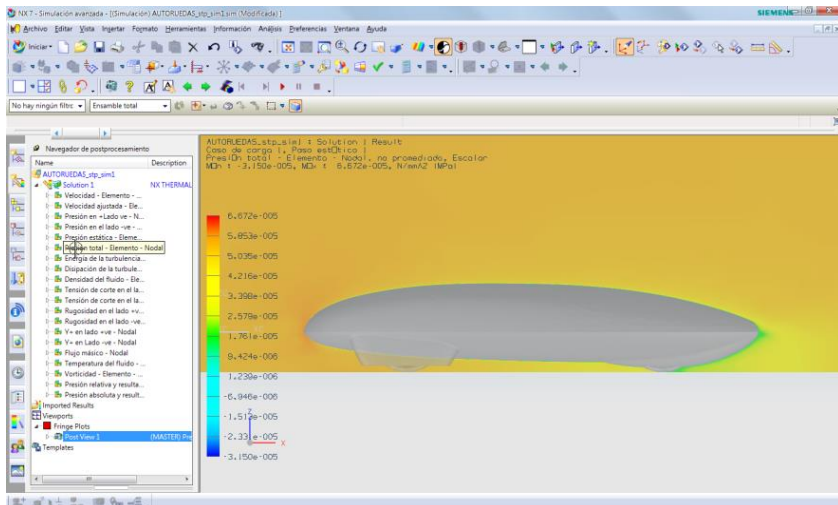 NX 7 - Simulación avanzada - [(Simulación) AUTORUEDAS_stp_sim1.sim (Modificada) ]
SIEMENS
Archivo Editar Vista Insertar Formato Herramientas Información Análisis Preferencias Ventana Ayuda
Iniciar
No hay ningún filtrc
Ensamble total
Navegador de postprocesamiento
Name Description
AUTORUEDAS_stp_sim1
Solution 1 NX THERMAL
Velocidad - Elemento - ...
Velocidad ajustada - Ele...
Presión en +Lado ve - N...
Presión en el lado -ve - ...
Presión estática - Eleme...
Presión total - Elemento - Nodal
Energía de la turbulencia...
Disipación de la turbule...
Densidad del fluido - Ele...
Tensión de corte en el la...
Tensión de corte en el la...
Rugosidad en el lado +v...
Rugosidad en el lado -ve...
Y+ en lado +ve - Nodal
Y+ en Lado -ve - Nodal
Flujo másico - Nodal
Temperatura del fluido - ...
Vorticidad - Elemento - ...
Presión relativa y resulta...
Presión absoluta y result...
Imported Results
Viewports
Fringe Plots
Post View 1 (MASTER) Pre
Templates
AUTORUEDAS_stp_sim1 : Solution 1 Result
Caso de carga 1, Paso est□tico 1
Presi□n total - Elemento - Nodal, no promediado, Escalar
M□n : -3.150e-005, M□x : 6.672e-005, N/mm^2 (MPa)
6.672e-005
5.853e-005
5.035e-005
4.216e-005
3.398e-005
2.579e-005
1.761e-005
9.424e-006
1.239e-006
-6.946e-006
-1.513e-005
-2.331e-005
-3.150e-005
Z
X